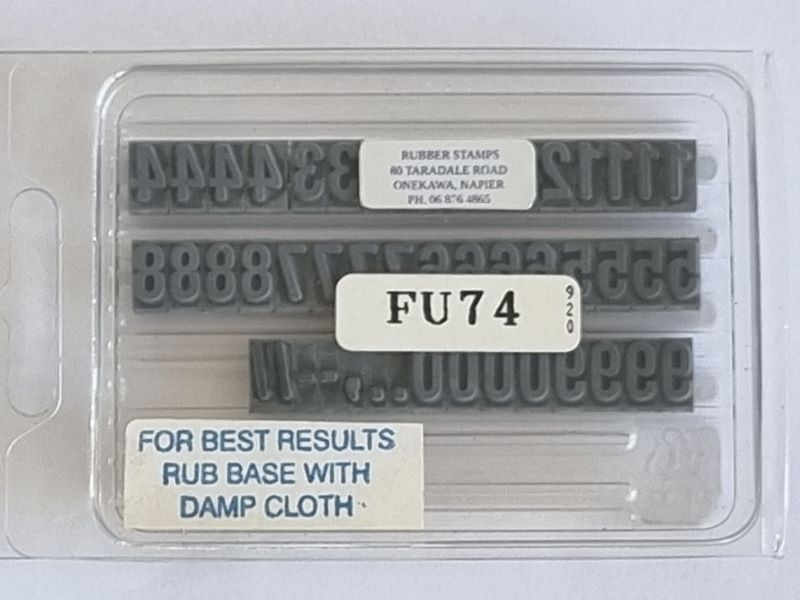 RUBBER STAMPS
80 TARADALE ROAD
ONEKAWA, NAPIER
PH. 06 876 4865
FU74
920
FOR BEST RESULTS
RUB BASE WITH
DAMP CLOTH